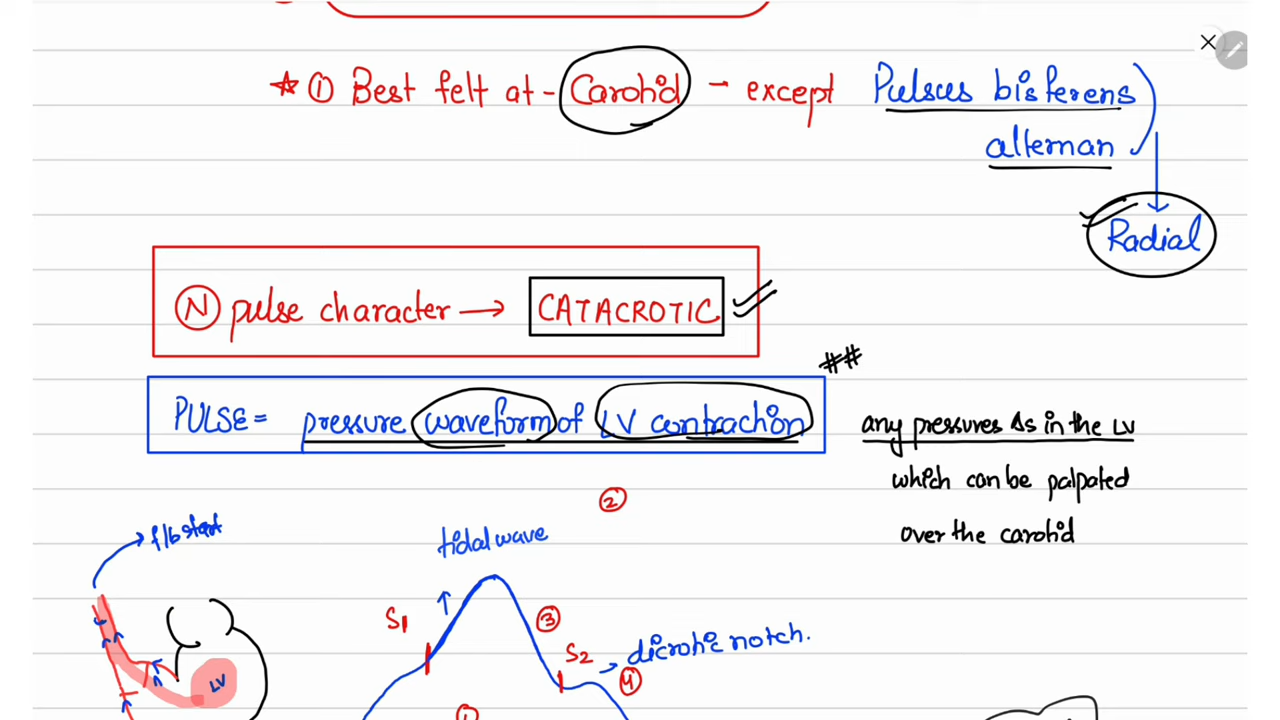 ① Best felt at - Carotid - except Pulsus bisferens
alternan
Radial
Ⓝ pulse character → CATACROTIC
##
PULSE = pressure waveform of LV contraction
any pressures Δs in the LV
which can be palpated
over the carotid
②
f/b start
tidal wave
S1
↑
③
S2
→ dicrotic notch.
④
LV
①